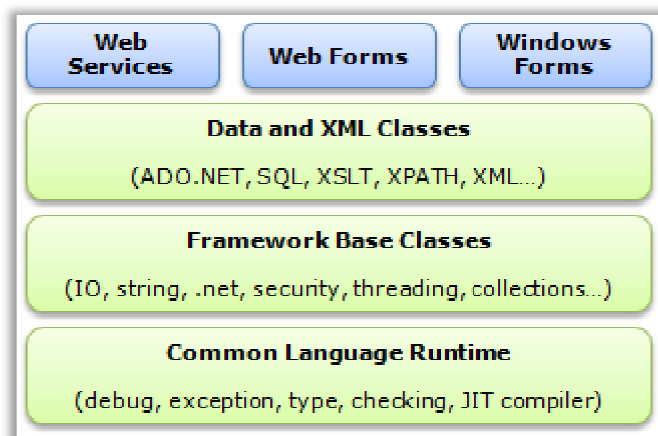 Web
Services
Web Forms
Windows
Forms
Data and XML Classes
(ADO.NET, SQL, XSLT, XPATH, XML...)
Framework Base Classes
(IO, string, .net, security, threading, collections...)
Common Language Runtime
(debug, exception, type, checking, JIT compiler)